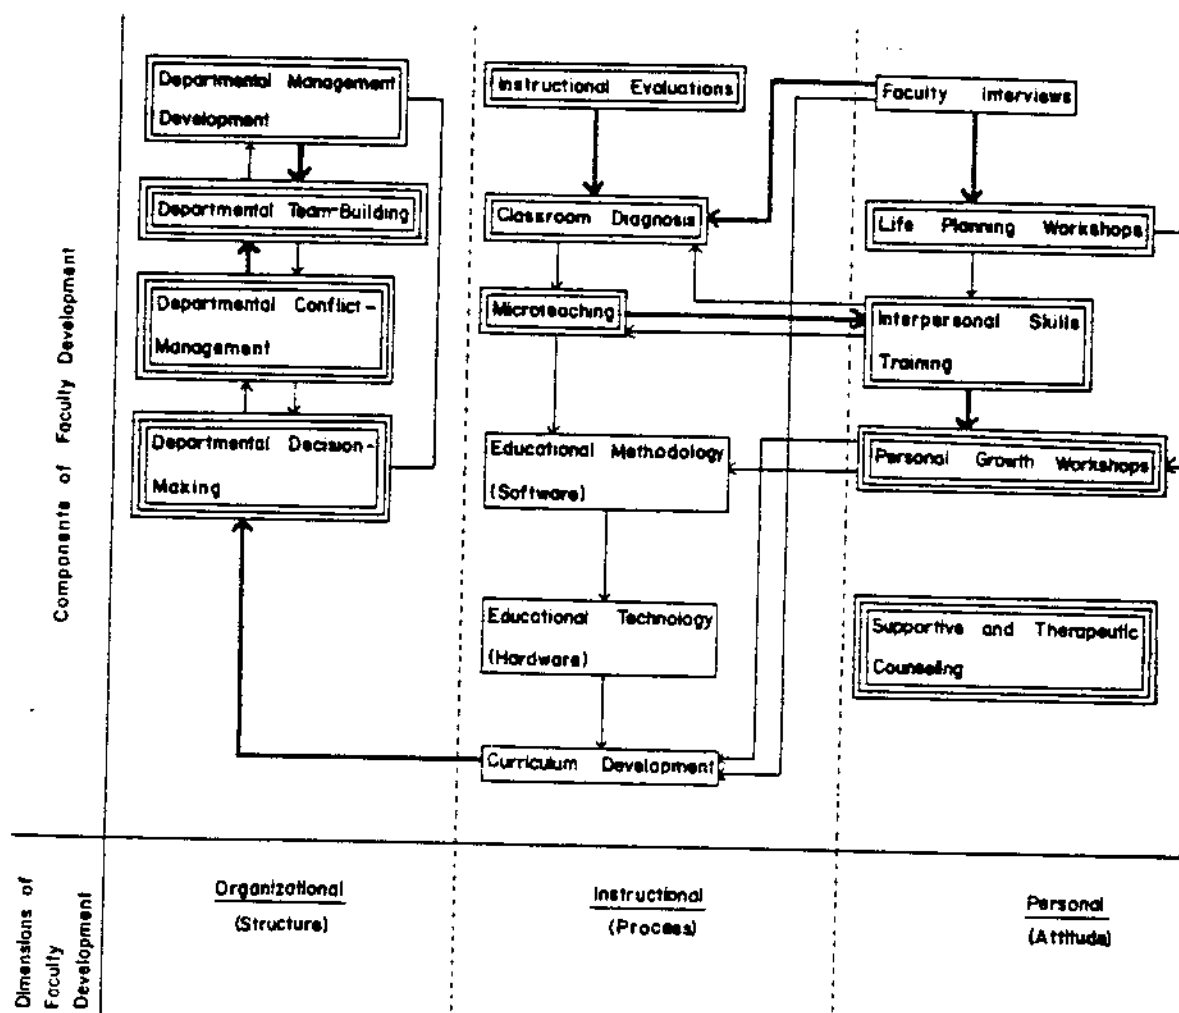 Components of Faculty Development
Departmental Management
Development
Departmental Team-Building
Departmental Conflict-
Management
Departmental Decision-
Making
Instructional Evaluations
Classroom Diagnosis
Microteaching
Educational Methodology
(Software)
Educational Technology
(Hardware)
Curriculum Development
Faculty Interviews
Life Planning Workshops
Interpersonal Skills
Training
Personal Growth Workshops
Supportive and Therapeutic
Counseling
Dimensions of
Faculty
Development
Organizational
(Structure)
Instructional
(Process)
Personal
(Attitude)